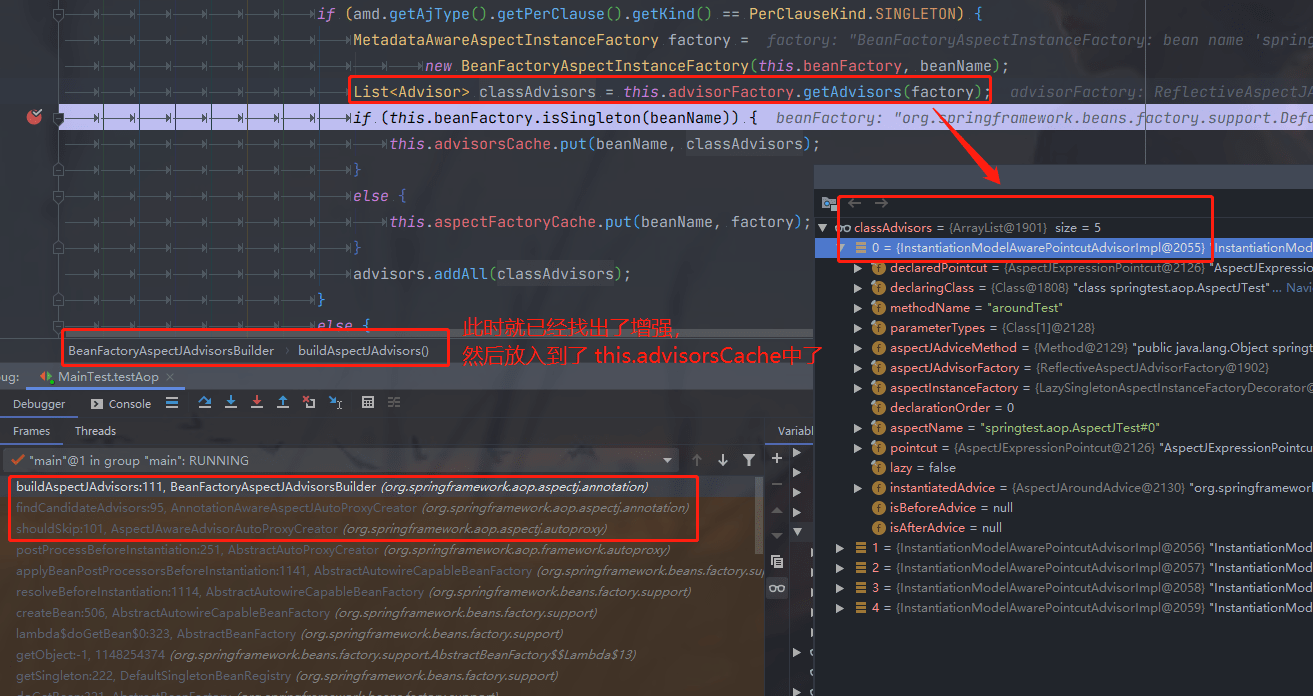 if (amd.getAjType().getPerClause().getKind() == PerClauseKind.SINGLETON) {
MetadataAwareAspectInstanceFactory factory = factory: "BeanFactoryAspectInstanceFactory: bean name 'spring
new BeanFactoryAspectInstanceFactory(this.beanFactory, beanName);
List<Advisor> classAdvisors = this.advisorFactory.getAdvisors(factory); advisorFactory: ReflectiveAspectJA
if (this.beanFactory.isSingleton(beanName)) { beanFactory: "org.springframework.beans.factory.support.Defa
this.advisorsCache.put(beanName, classAdvisors);
}
else {
this.aspectFactoryCache.put(beanName, factory);
}
advisors.addAll(classAdvisors);
}
else {
此时就已经找出了增强,
然后放入到了 this.advisorsCache中了
BeanFactoryAspectJAdvisorsBuilder buildAspectJAdvisors()
ug: MainTest.testAop ×
Debugger Console
Frames Threads
"main"@1 in group "main": RUNNING
buildAspectJAdvisors:111, BeanFactoryAspectJAdvisorsBuilder (org.springframework.aop.aspectj.annotation)
findCandidateAdvisors:95, AnnotationAwareAspectJAutoProxyCreator (org.springframework.aop.aspectj.annotation)
shouldSkip:101, AspectJAwareAdvisorAutoProxyCreator (org.springframework.aop.aspectj.autoproxy)
postProcessBeforeInstantiation:251, AbstractAutoProxyCreator (org.springframework.aop.framework.autoproxy)
applyBeanPostProcessorsBeforeInstantiation:1141, AbstractAutowireCapableBeanFactory (org.springframework.beans.factory.sup
resolveBeforeInstantiation:1114, AbstractAutowireCapableBeanFactory (org.springframework.beans.factory.support)
createBean:506, AbstractAutowireCapableBeanFactory (org.springframework.beans.factory.support)
lambda$doGetBean$0:323, AbstractBeanFactory (org.springframework.beans.factory.support)
getObject:-1, 1148254374 (org.springframework.beans.factory.support.AbstractBeanFactory$$Lambda$13)
getSingleton:222, DefaultSingletonBeanRegistry (org.springframework.beans.factory.support)
Variabl
classAdvisors = {ArrayList@1901} size = 5
0 = {InstantiationModelAwarePointcutAdvisorImpl@2055} "InstantiationMod
declaredPointcut = {AspectJExpressionPointcut@2126} "AspectJExpressio
declaringClass = {Class@1808} "class springtest.aop.AspectJTest"... Navi
methodName = "aroundTest"
parameterTypes = {Class[1]@2128}
aspectJAdviceMethod = {Method@2129} "public java.lang.Object springt
aspectJAdvisorFactory = {ReflectiveAspectJAdvisorFactory@1902}
aspectInstanceFactory = {LazySingletonAspectInstanceFactoryDecorator@
declarationOrder = 0
aspectName = "springtest.aop.AspectJTest#0"
pointcut = {AspectJExpressionPointcut@2126} "AspectJExpressionPointcu
lazy = false
instantiatedAdvice = {AspectJAroundAdvice@2130} "org.springframework
isBeforeAdvice = null
isAfterAdvice = null
1 = {InstantiationModelAwarePointcutAdvisorImpl@2056} "InstantiationMod
2 = {InstantiationModelAwarePointcutAdvisorImpl@2057} "InstantiationMod
3 = {InstantiationModelAwarePointcutAdvisorImpl@2058} "InstantiationMod
4 = {InstantiationModelAwarePointcutAdvisorImpl@2059} "InstantiationMod